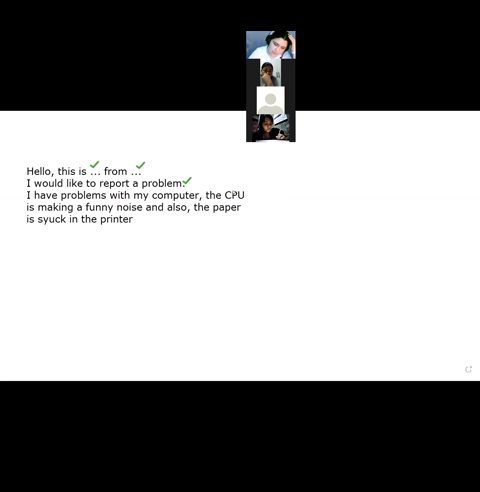 Hello, this is ... from ...
I would like to report a problem.
I have problems with my computer, the CPU
is making a funny noise and also, the paper
is syuck in the printer